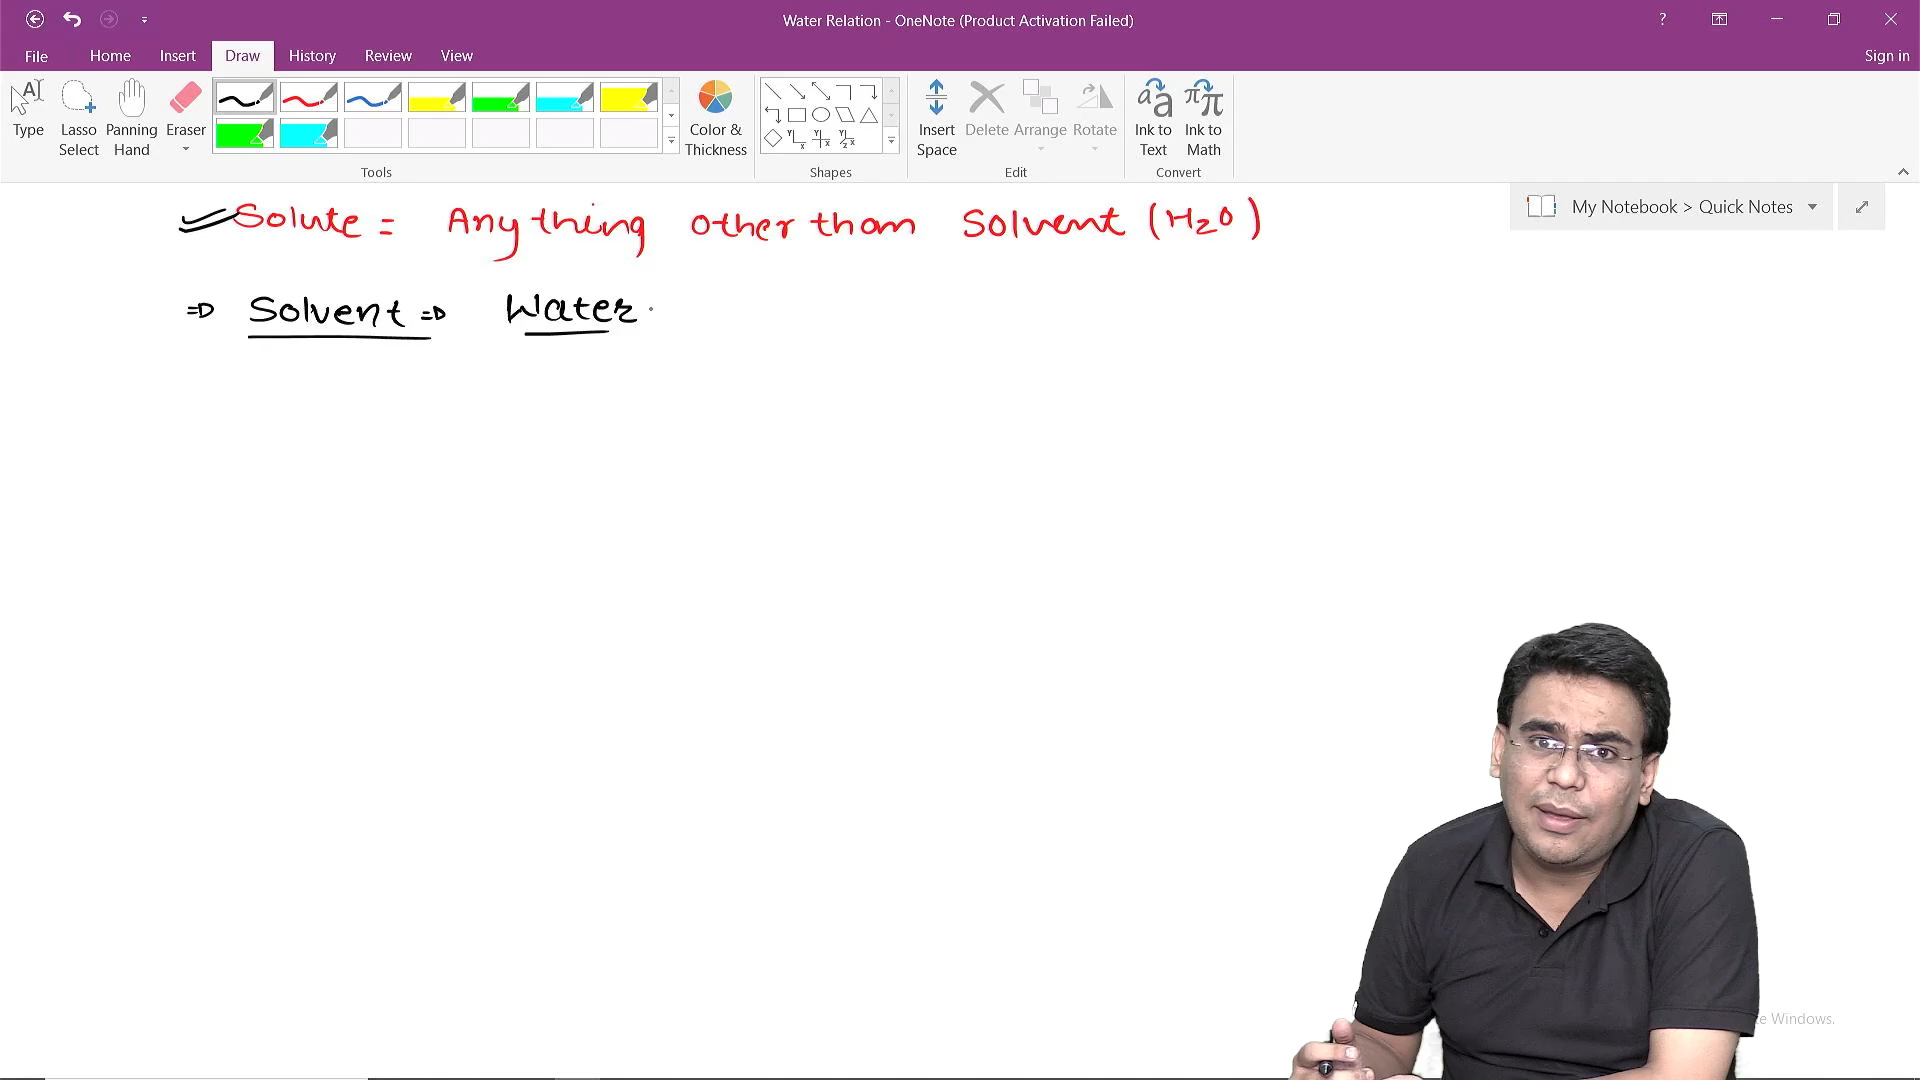 Water Relation - OneNote (Product Activation Failed)
?
File Home Insert Draw History Review View
Sign in
Type Lasso Select Panning Hand Eraser
Color & Thickness
Insert Space Delete Arrange Rotate
Ink to Text Ink to Math
Tools Shapes Edit Convert
My Notebook > Quick Notes
Solute = Anything other than Solvent (H2O)
⇒ Solvent ⇒ Water
e Windows.